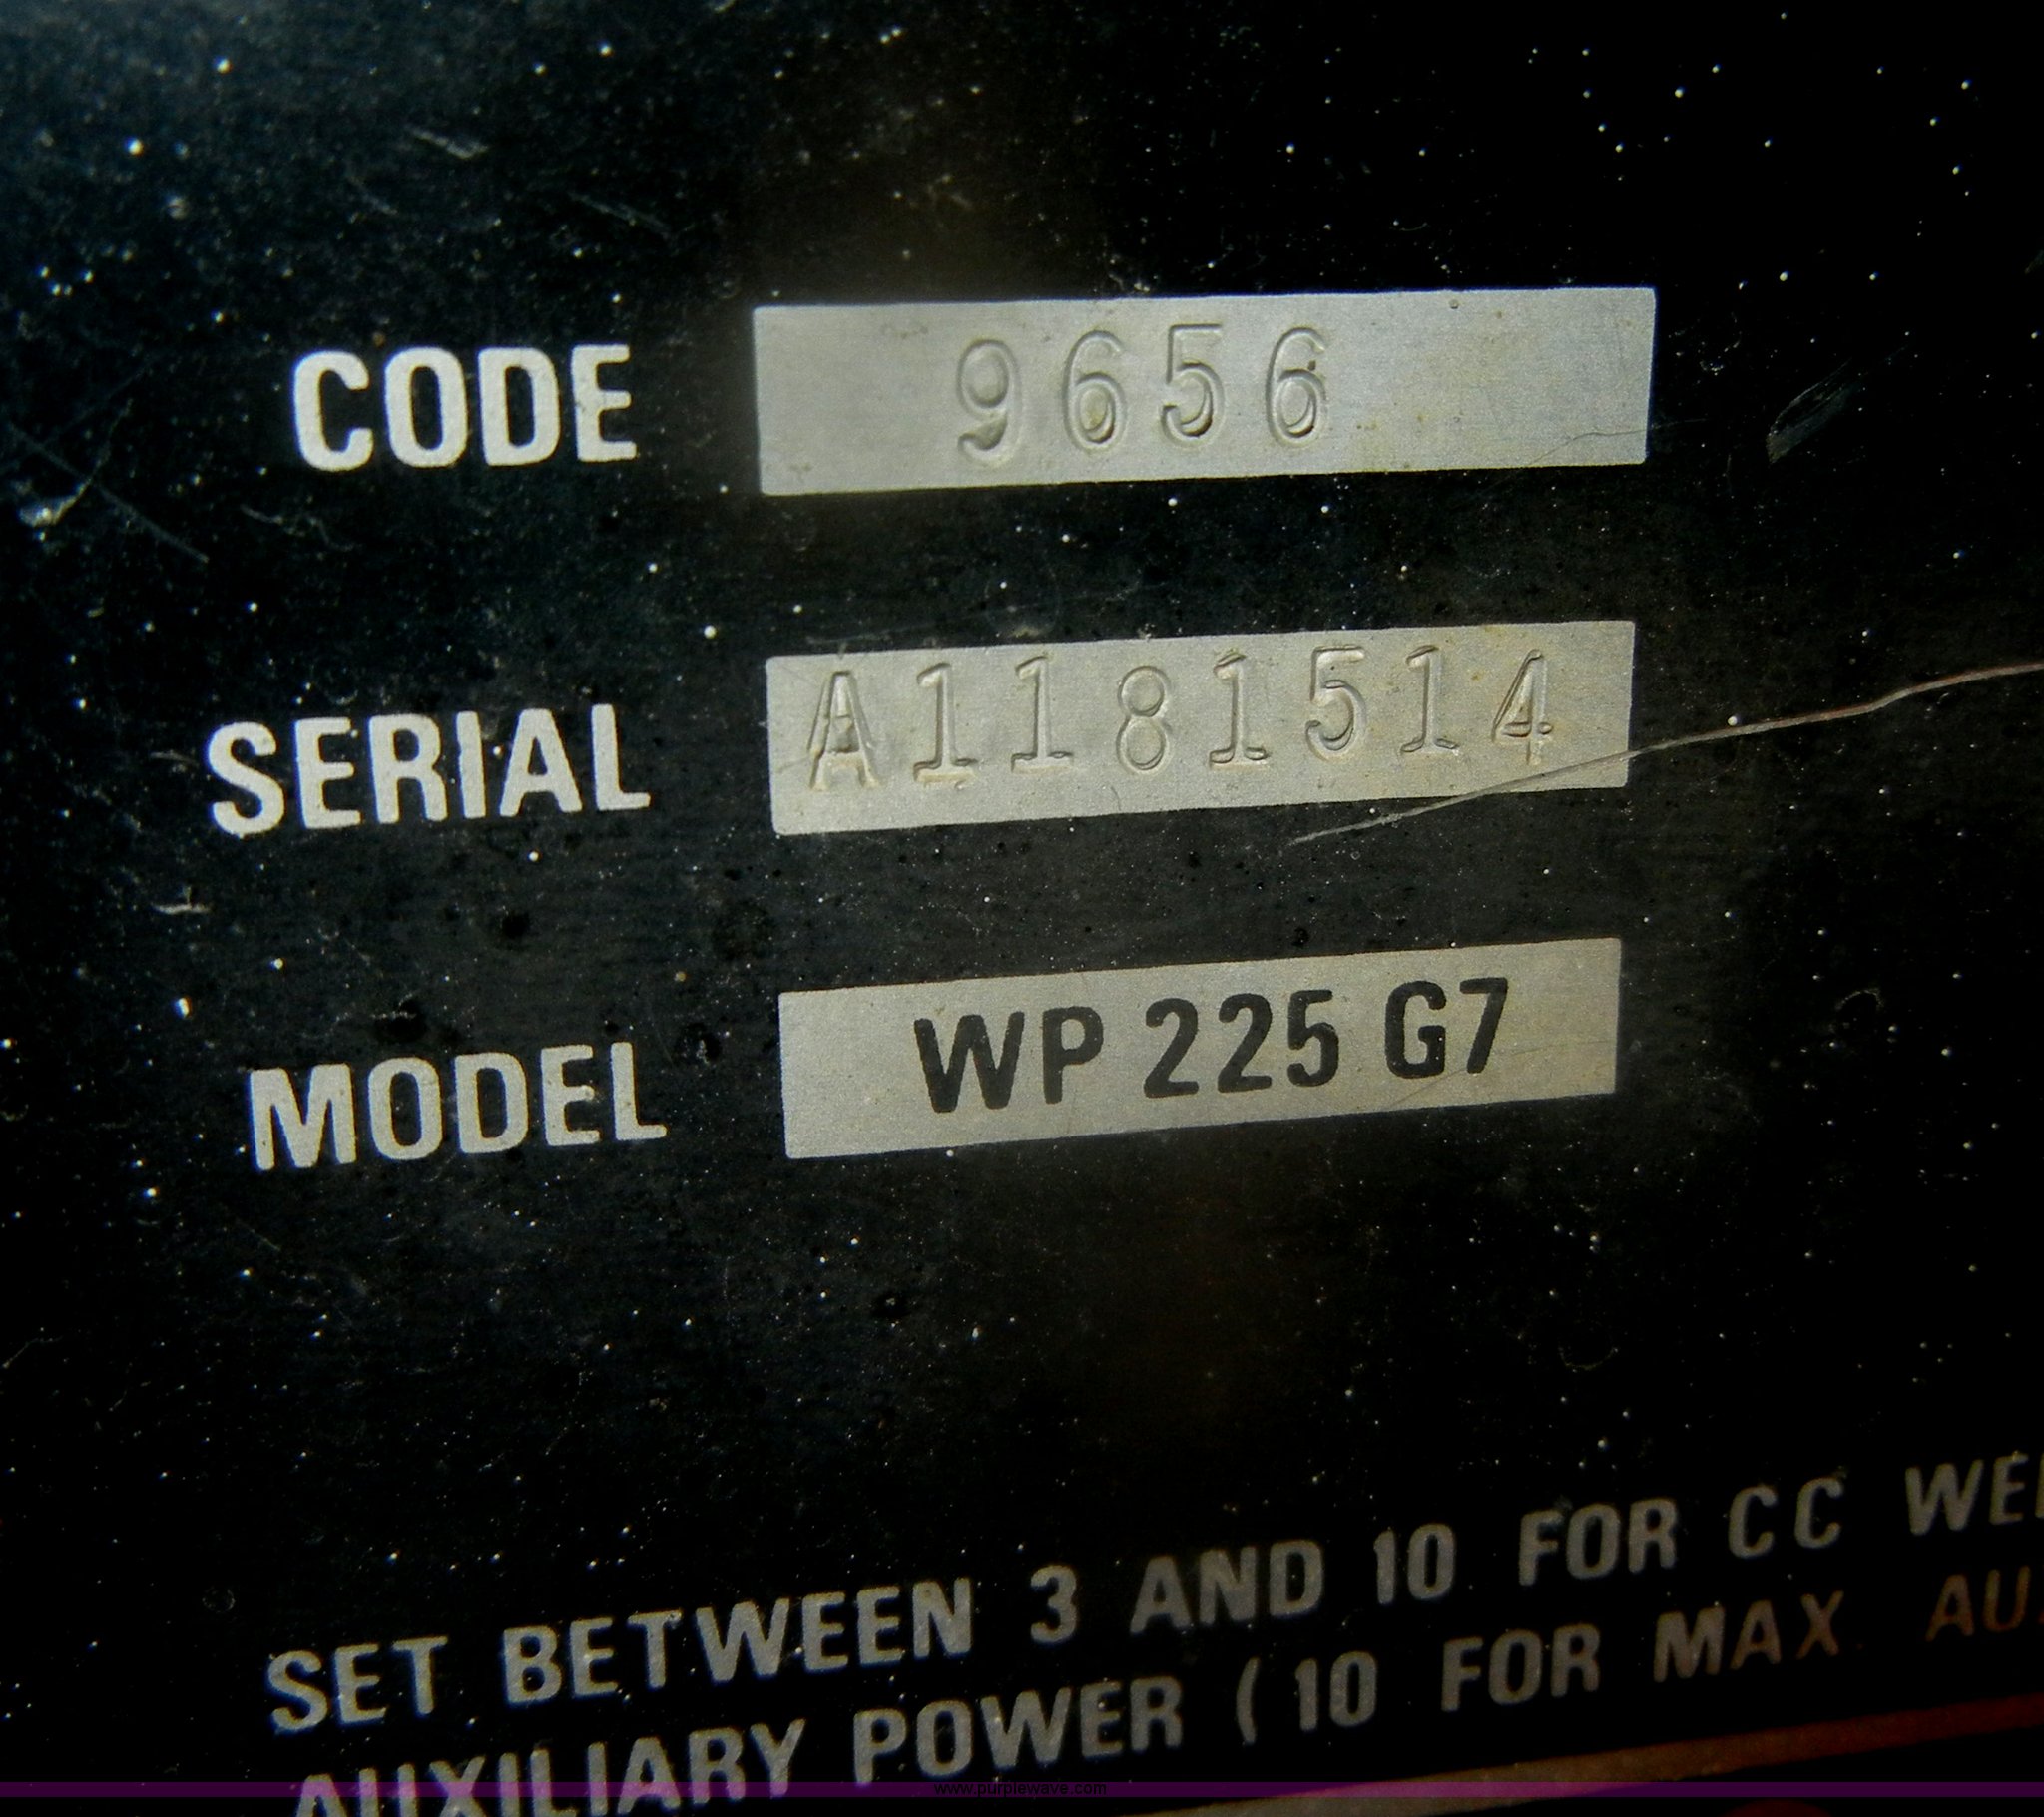 CODE 9656
SERIAL A1181514
MODEL WP 225 G7
SET BETWEEN 3 AND 10 FOR CC
AUXILIARY POWER (10 FOR MAX
www.purplewave.com